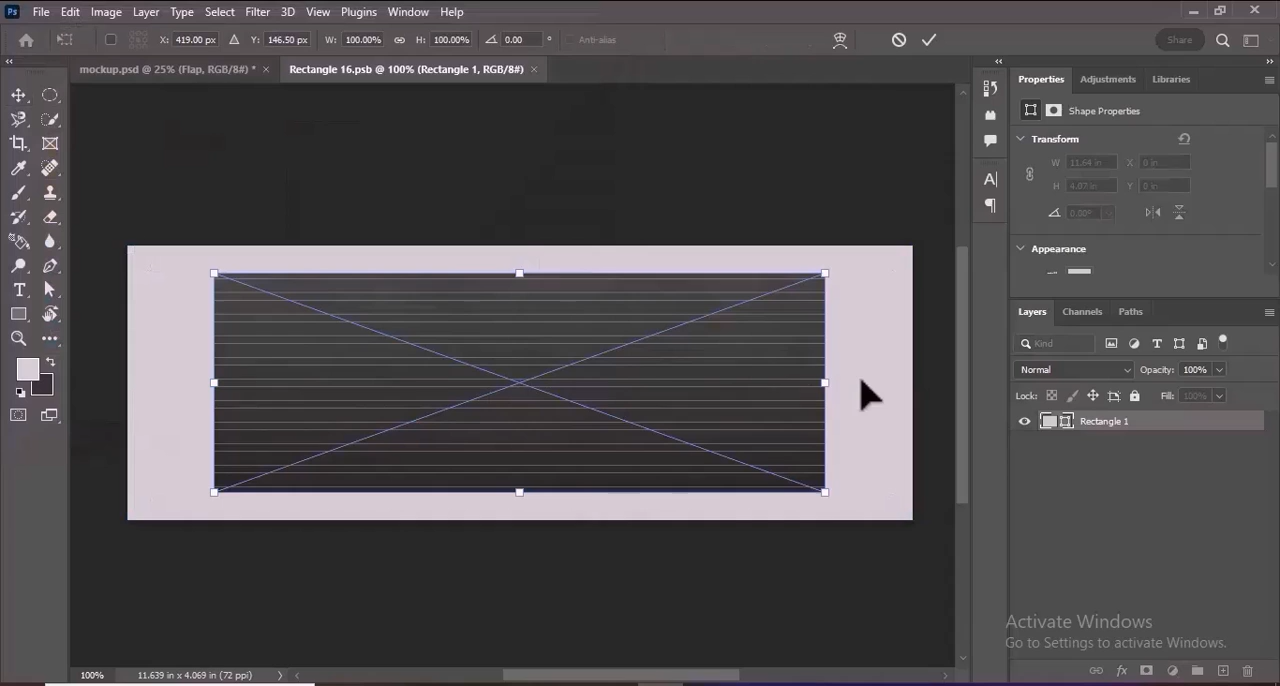 Ps File Edit Image Layer Type Select Filter 3D View Plugins Window Help
X: 419.00 px Y: 146.50 px W: 100.00% H: 100.00% 0.00 ° Anti-alias Share
mockup.psd @ 25% (Flap, RGB/8#) * × Rectangle 16.psb @ 100% (Rectangle 1, RGB/8#) ×
Properties Adjustments Libraries
Shape Properties
Transform
W 11.64 in X 0 in
H 4.07 in Y 0 in
0.00°
Appearance
Layers Channels Paths
Kind
Normal Opacity: 100%
Lock: Fill: 100%
Rectangle 1
Activate Windows
Go to Settings to activate Windows.
100% 11.639 in x 4.069 in (72 ppi)